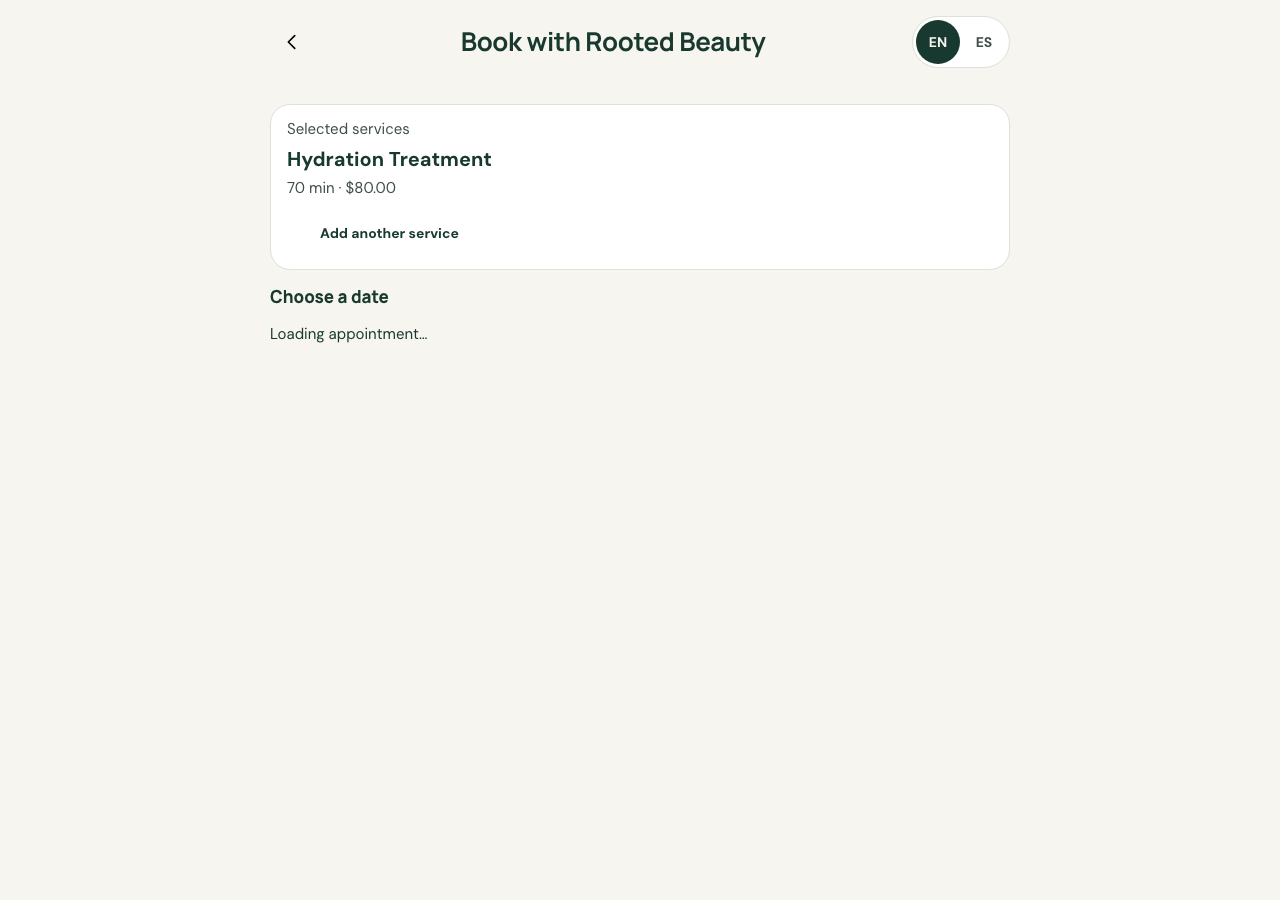 Book with Rooted Beauty
EN
ES
Selected services
Hydration Treatment
70 min · $80.00
Add another service
Choose a date
Loading appointment…